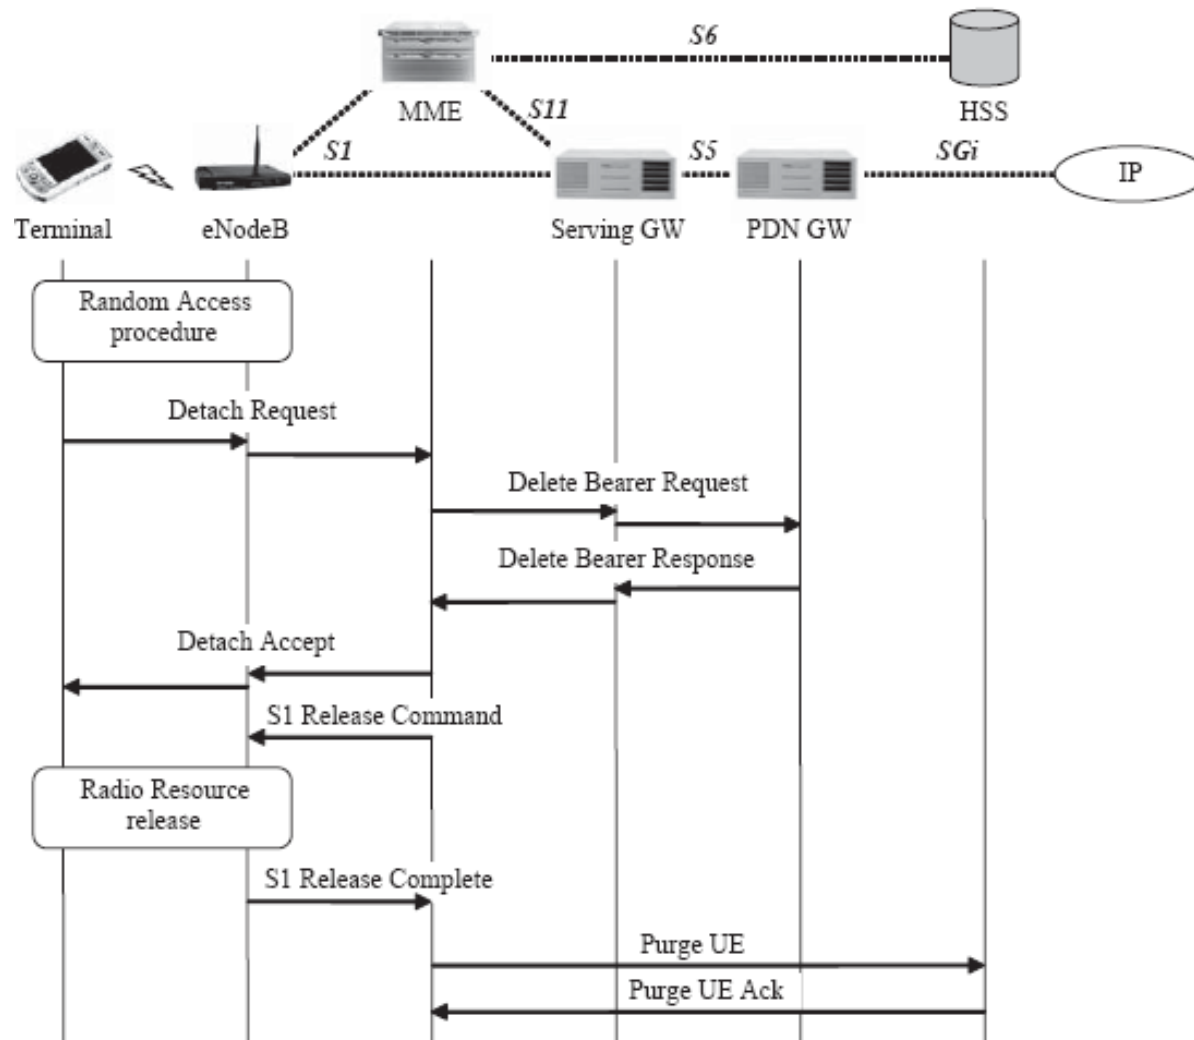 S6
MME
HSS
S11
S1
S5
SGi
IP
Terminal
eNodeB
Serving GW
PDN GW
Random Access
procedure
Detach Request
Delete Bearer Request
Delete Bearer Response
Detach Accept
S1 Release Command
Radio Resource
release
S1 Release Complete
Purge UE
Purge UE Ack